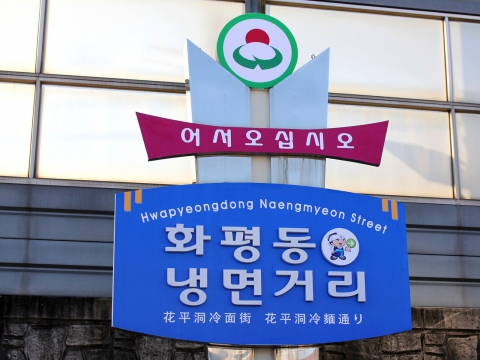 어서오십시오
Hwapyeongdong Naengmyeon Street
화평동
냉면거리
花平洞冷面街 花平洞冷麺通り